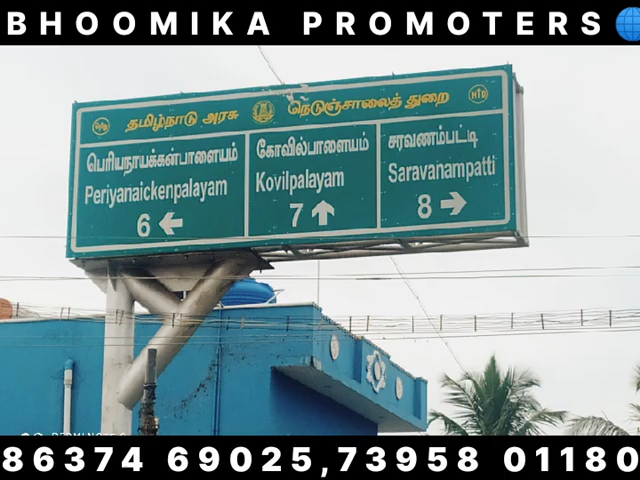 BHOOMIKA PROMOTERS
தமிழ்நாடு அரசு நெடுஞ்சாலைத் துறை
பெரியநாயக்கன்பாளையம்
Periyanaickenpalayam
6 ←
கோவில்பாளையம்
Kovilpalayam
7 ↑
சரவணம்பட்டி
Saravanampatti
8 →
86374 69025,73958 01180